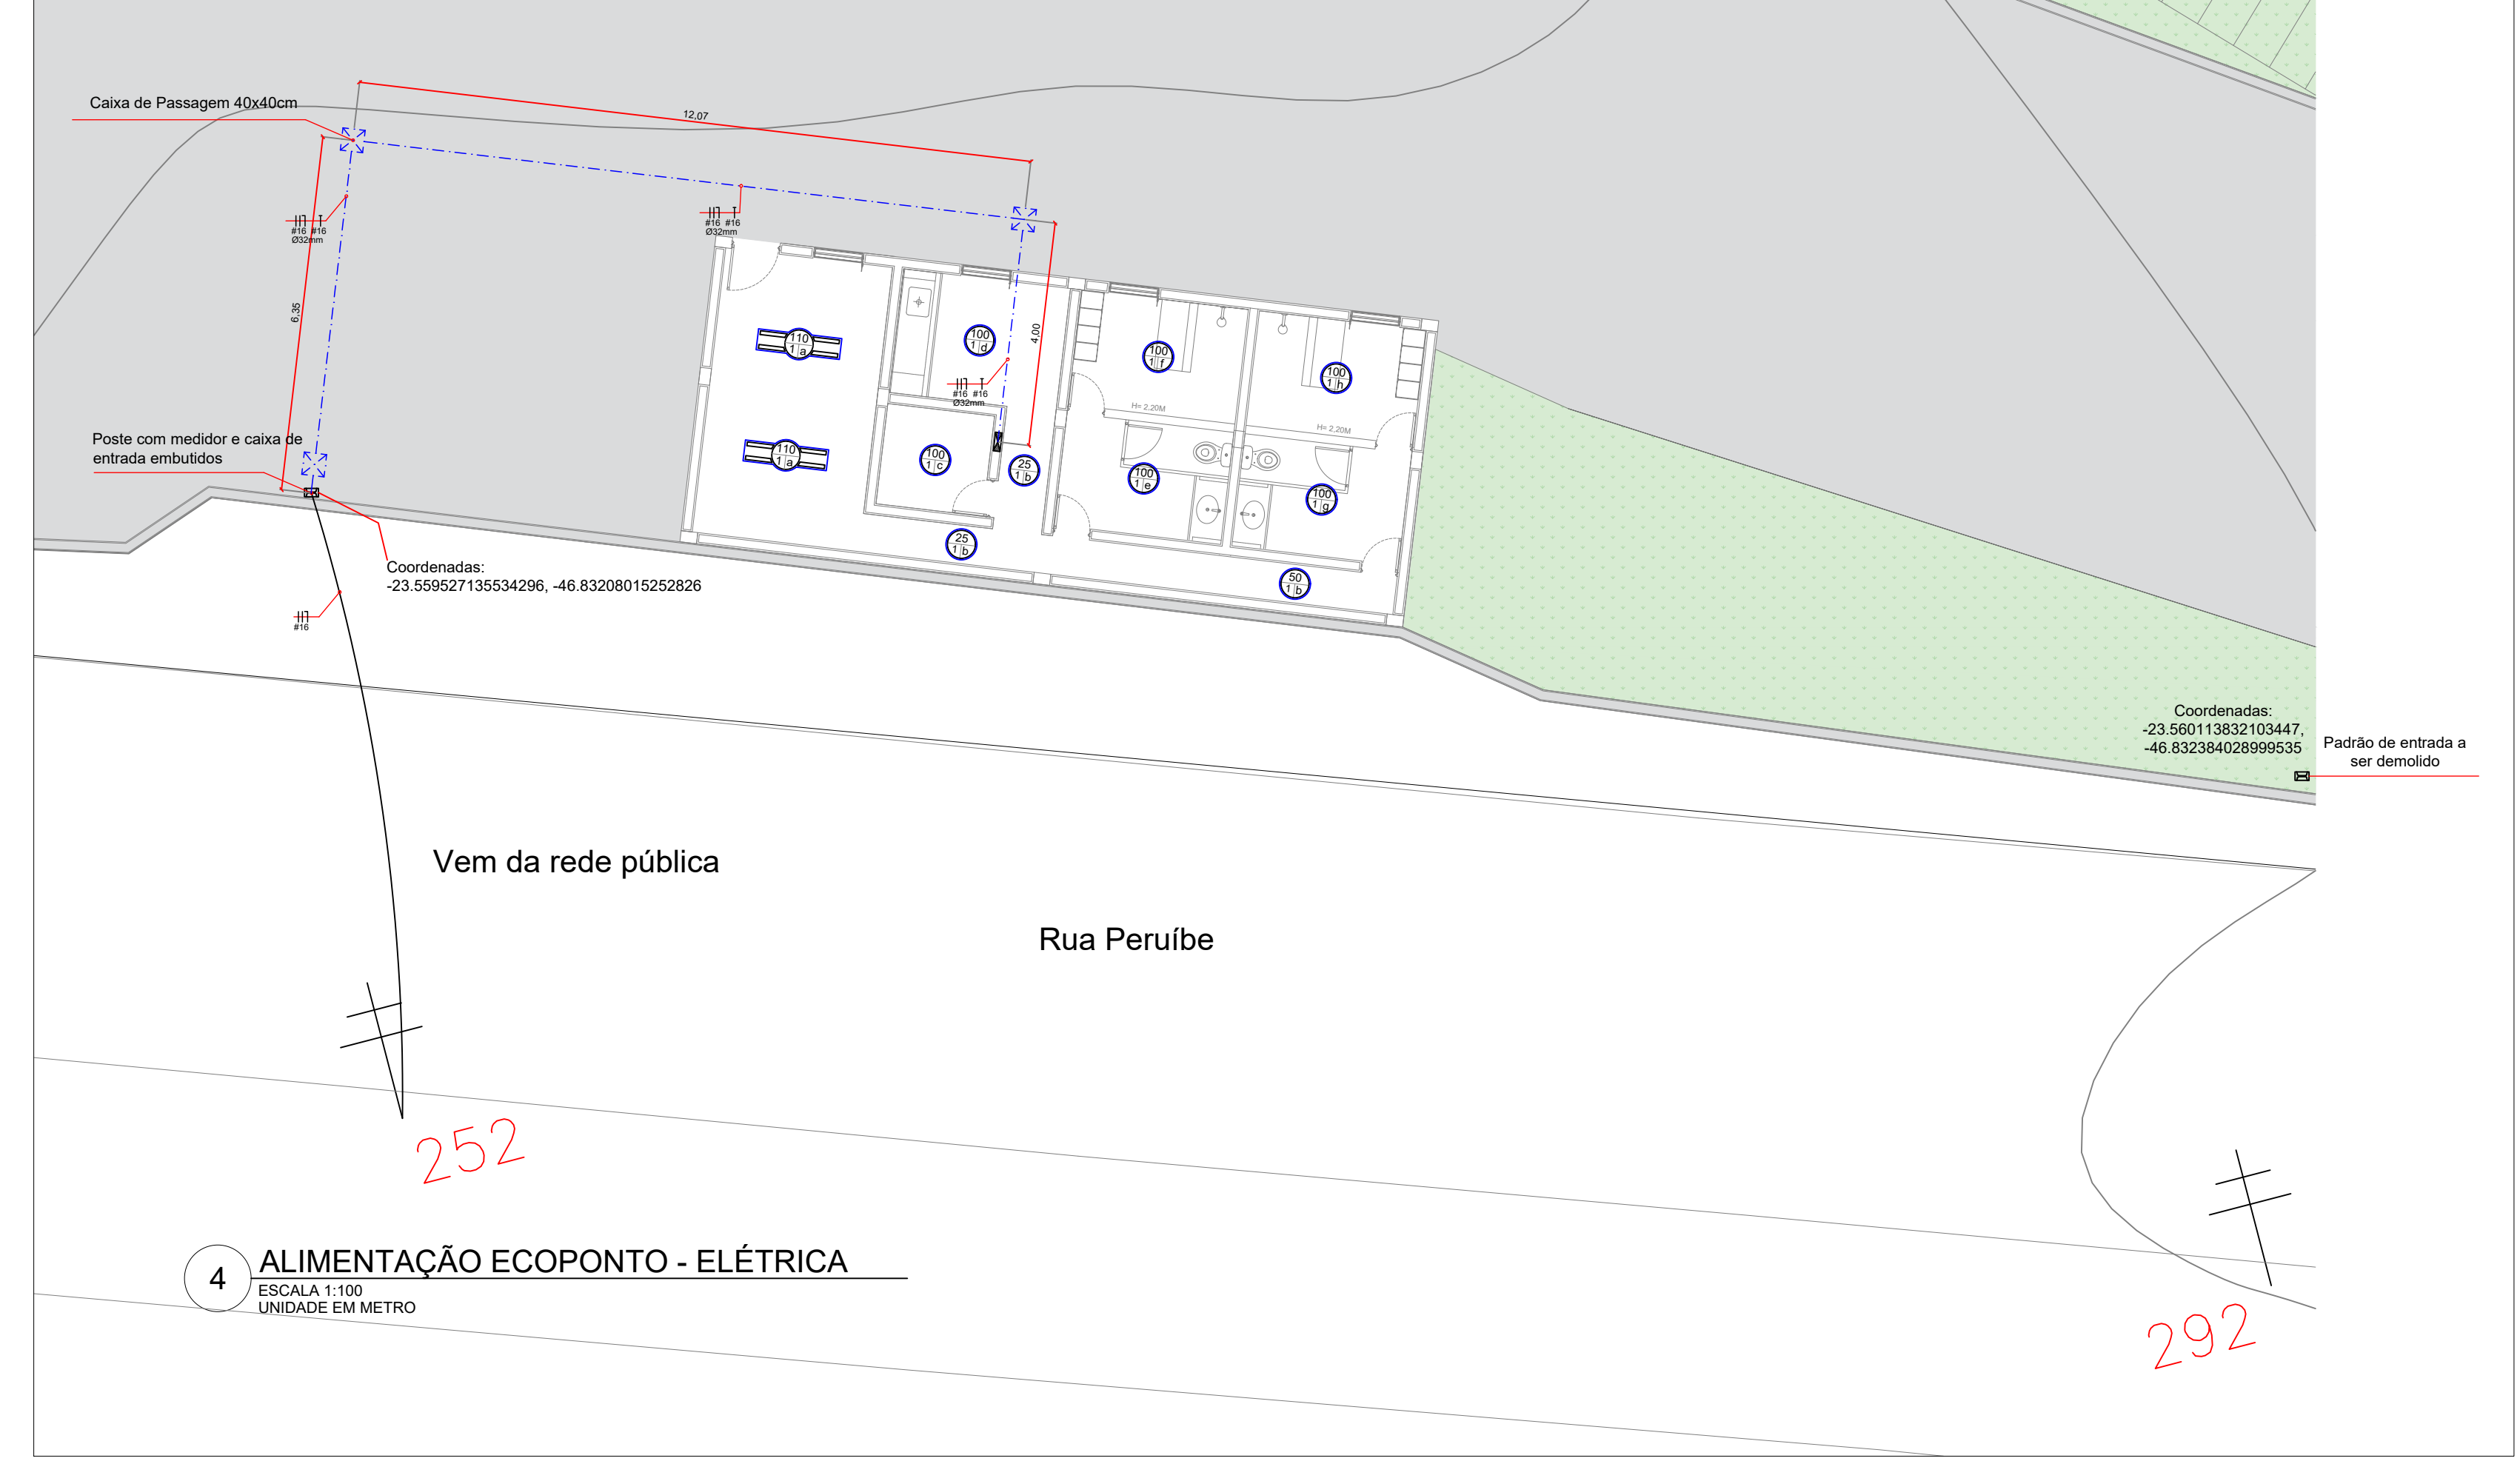 Caixa de Passagem 40x40cm
12,07
#16 #16
Ø32mm
#16 #16
Ø32mm
6,35
4,00
110
1 a
100
1 d
100
1 f
100
1 h
#16 #16
Ø32mm
H= 2,20M
H= 2,20M
Poste com medidor e caixa de
entrada embutidos
110
1 a
100
1 c
25
1 b
100
1 e
100
1 g
25
1 b
50
1 b
Coordenadas:
-23.559527135534296, -46.83208015252826
#16
Coordenadas:
-23.560113832103447,
-46.832384028999535
Padrão de entrada a
ser demolido
Vem da rede pública
Rua Peruíbe
252
292
4
ALIMENTAÇÃO ECOPONTO - ELÉTRICA
ESCALA 1:100
UNIDADE EM METRO